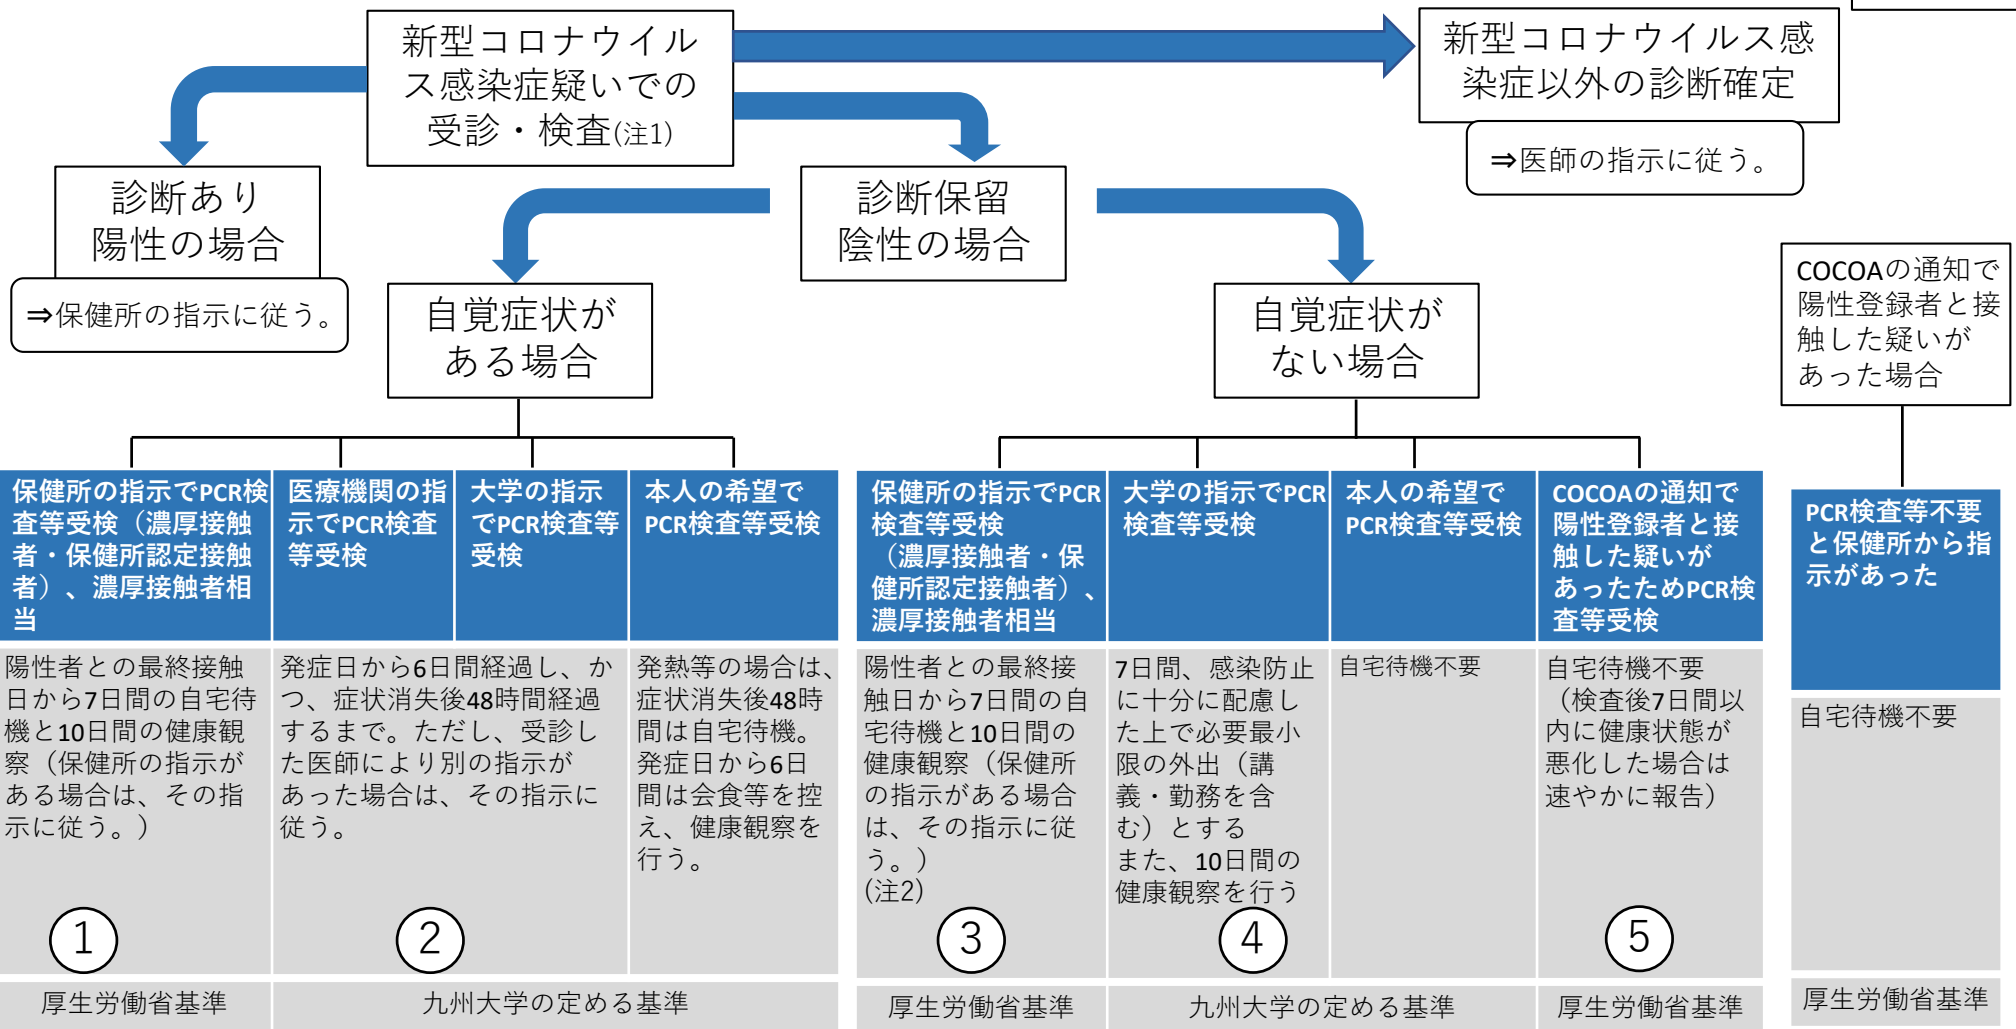 新型コロナウイル
ス感染症疑いでの
受診・検査(注1)
新型コロナウイルス感
染症以外の診断確定
⇒医師の指示に従う。
診断あり
陽性の場合
⇒保健所の指示に従う。
診断保留
陰性の場合
自覚症状が
ある場合
自覚症状が
ない場合
COCOAの通知で
陽性登録者と接
触した疑いが
あった場合
保健所の指示でPCR検
査等受検（濃厚接触
者・保健所認定接触
者）、濃厚接触者相
当
医療機関の指
示でPCR検査
等受検
大学の指示
でPCR検査等
受検
本人の希望で
PCR検査等受検
保健所の指示でPCR
検査等受検
（濃厚接触者・保
健所認定接触者）、
濃厚接触者相当
大学の指示でPCR
検査等受検
本人の希望で
PCR検査等受検
COCOAの通知で
陽性登録者と接
触した疑いが
あったためPCR検
査等受検
PCR検査等不要
と保健所から指
示があった
陽性者との最終接触
日から7日間の自宅待
機と10日間の健康観
察（保健所の指示が
ある場合は、その指
示に従う。）
①
発症日から6日間経過し、か
つ、症状消失後48時間経過
するまで。ただし、受診し
た医師により別の指示が
あった場合は、その指示に
従う。
②
発熱等の場合は、
症状消失後48時
間は自宅待機。
発症日から6日
間は会食等を控
え、健康観察を
行う。
陽性者との最終接
触日から7日間の自
宅待機と10日間の
健康観察（保健所
の指示がある場合
は、その指示に従
う。）
(注2)
③
7日間、感染防止
に十分に配慮し
た上で必要最小
限の外出（講
義・勤務を含
む）とする
また、10日間の
健康観察を行う
④
自宅待機不要
自宅待機不要
（検査後7日間以
内に健康状態が
悪化した場合は
速やかに報告）
⑤
自宅待機不要
厚生労働省基準
九州大学の定める基準
厚生労働省基準
九州大学の定める基準
厚生労働省基準
厚生労働省基準